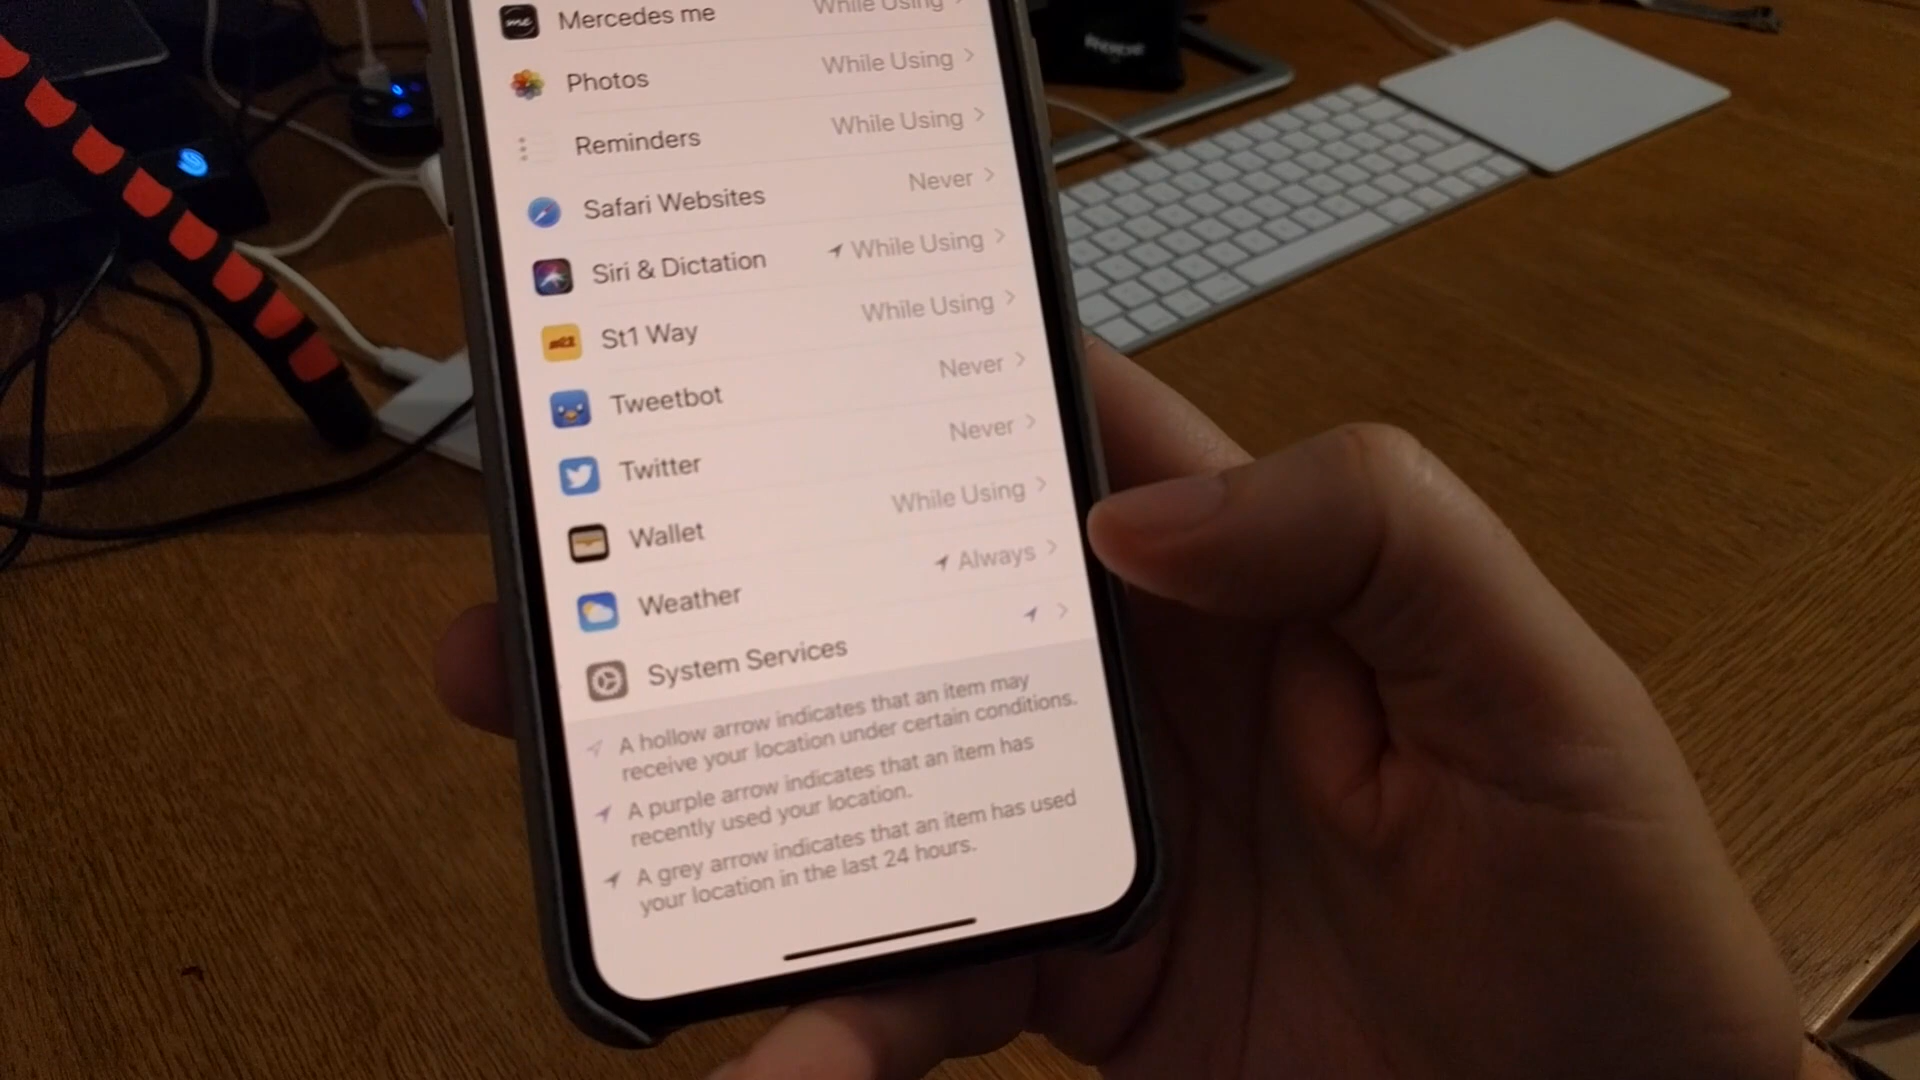 Mercedes me While Using
Photos While Using
Reminders While Using
Safari Websites Never
Siri & Dictation While Using
St1 Way While Using
Tweetbot Never
Twitter Never
Wallet While Using
Weather Always
System Services
A hollow arrow indicates that an item may
receive your location under certain conditions.
A purple arrow indicates that an item has
recently used your location.
A grey arrow indicates that an item has used
your location in the last 24 hours.